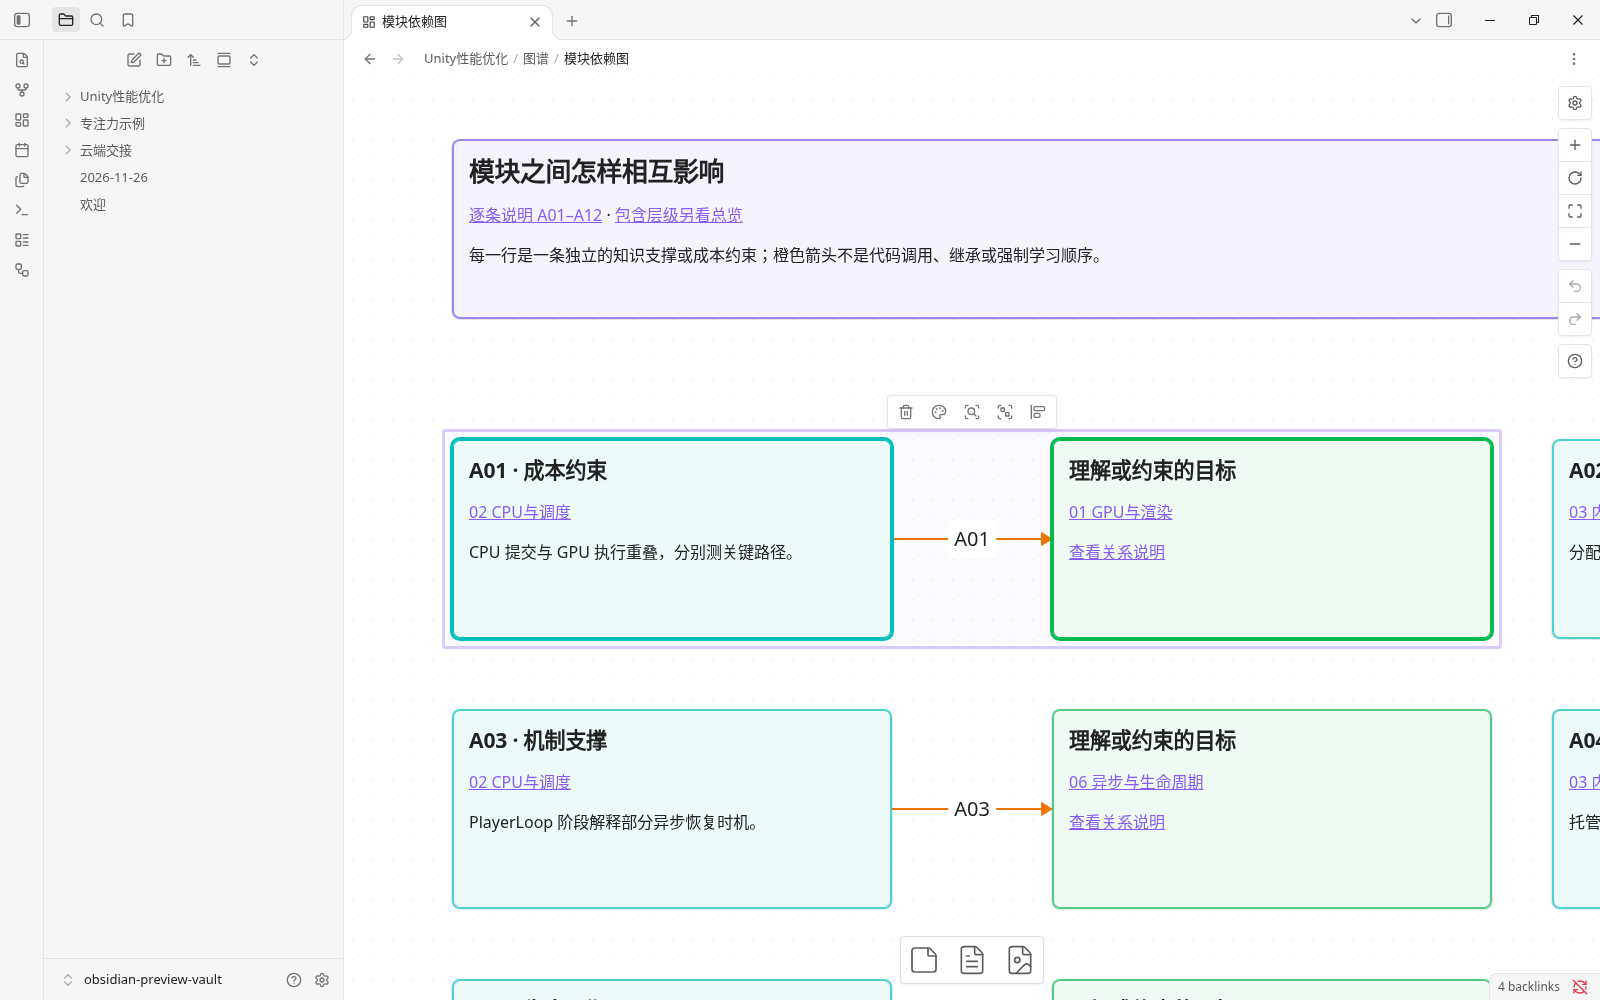 模块依赖图
Unity性能优化 / 图谱 / 模块依赖图
Unity性能优化
专注力示例
云端交接
2026-11-26
欢迎
模块之间怎样相互影响
逐条说明 A01–A12 · 包含层级另看总览
每一行是一条独立的知识支撑或成本约束；橙色箭头不是代码调用、继承或强制学习顺序。
A01 · 成本约束
02 CPU与调度
CPU 提交与 GPU 执行重叠，分别测关键路径。
A01
理解或约束的目标
01 GPU与渲染
查看关系说明
A02
03 内
分配
A03 · 机制支撑
02 CPU与调度
PlayerLoop 阶段解释部分异步恢复时机。
A03
理解或约束的目标
06 异步与生命周期
查看关系说明
A04
03 内
托管
obsidian-preview-vault
4 backlinks